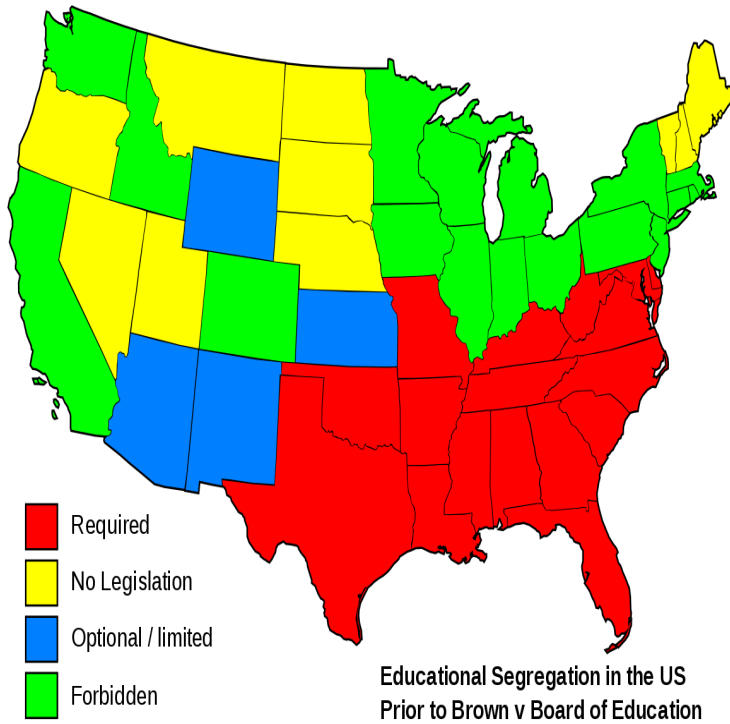 Required
No Legislation
Optional / limited
Forbidden
Educational Segregation in the US
Prior to Brown v Board of Education